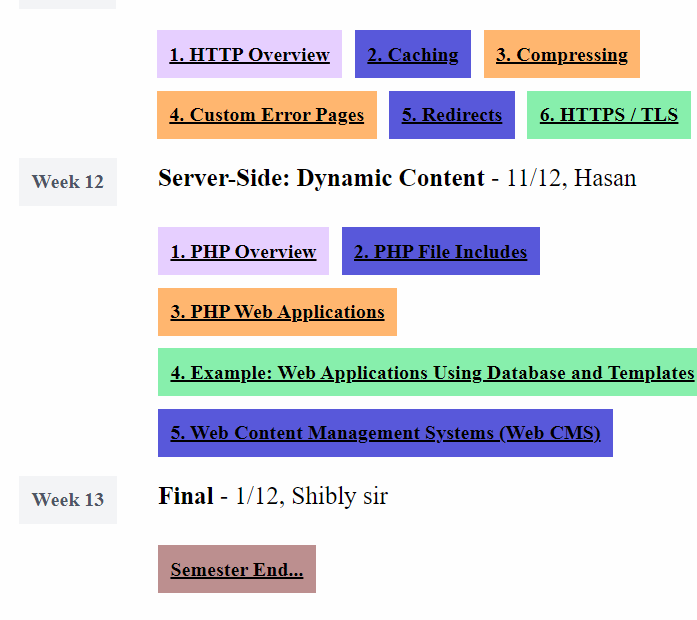 1. HTTP Overview 2. Caching 3. Compressing
4. Custom Error Pages 5. Redirects 6. HTTPS / TLS
Week 12 Server-Side: Dynamic Content - 11/12, Hasan
1. PHP Overview 2. PHP File Includes
3. PHP Web Applications
4. Example: Web Applications Using Database and Templates
5. Web Content Management Systems (Web CMS)
Week 13 Final - 1/12, Shibly sir
Semester End...